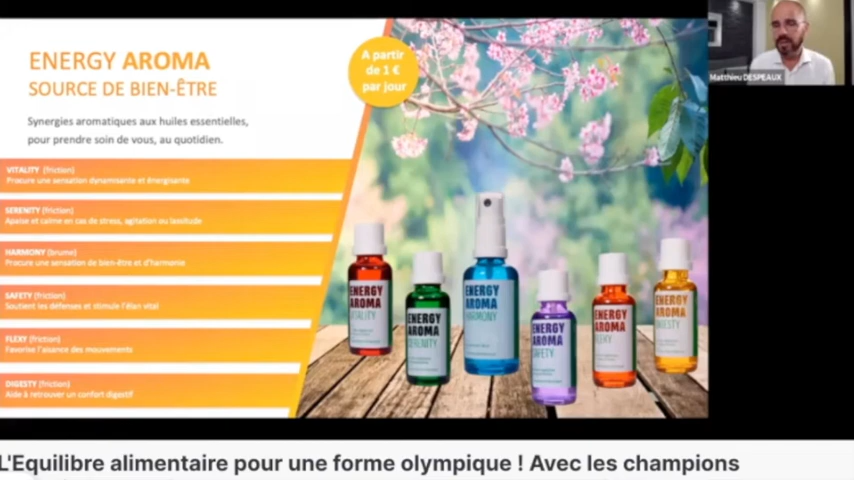 ENERGY AROMA
SOURCE DE BIEN-ÊTRE
Synergies aromatiques aux huiles essentielles,
pour prendre soin de vous, au quotidien.
A partir
de 1 €
par jour
VITALITY (friction)
Procure une sensation dynamisante et énergisante
SERENITY (friction)
Apaise et calme en cas de stress, agitation ou lassitude
HARMONY (brume)
Procure une sensation de bien-être et d'harmonie
SAFETY (friction)
Soutient les défenses et stimule l'élan vital
FLEXY (friction)
Favorise l'aisance des mouvements
DIGESTY (friction)
Aide à retrouver un confort digestif
ENERGY
AROMA
VITALITY
ENERGY
AROMA
SERENITY
ENERGY
AROMA
HARMONY
ENERGY
AROMA
SAFETY
ENERGY
AROMA
FLEXY
ENERGY
AROMA
DIGESTY
Matthieu DESPEAUX
L'Equilibre alimentaire pour une forme olympique ! Avec les champions